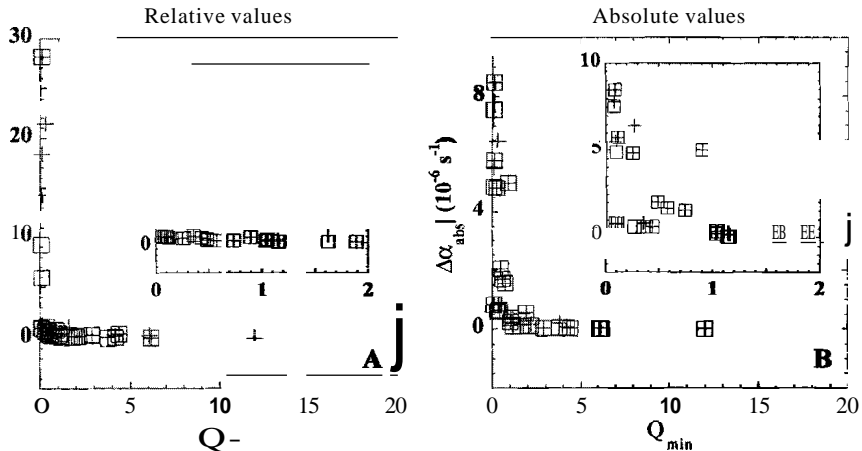 Relative values
Absolute values
30
20
10
0
0
0 1 2
A j
O 5 10 15 20
Q-
Δα_abs| (10⁻⁶ s⁻¹)
8
4
0
10
5
0
0 1 2
j
B
0 5 10 15 20
Q_min